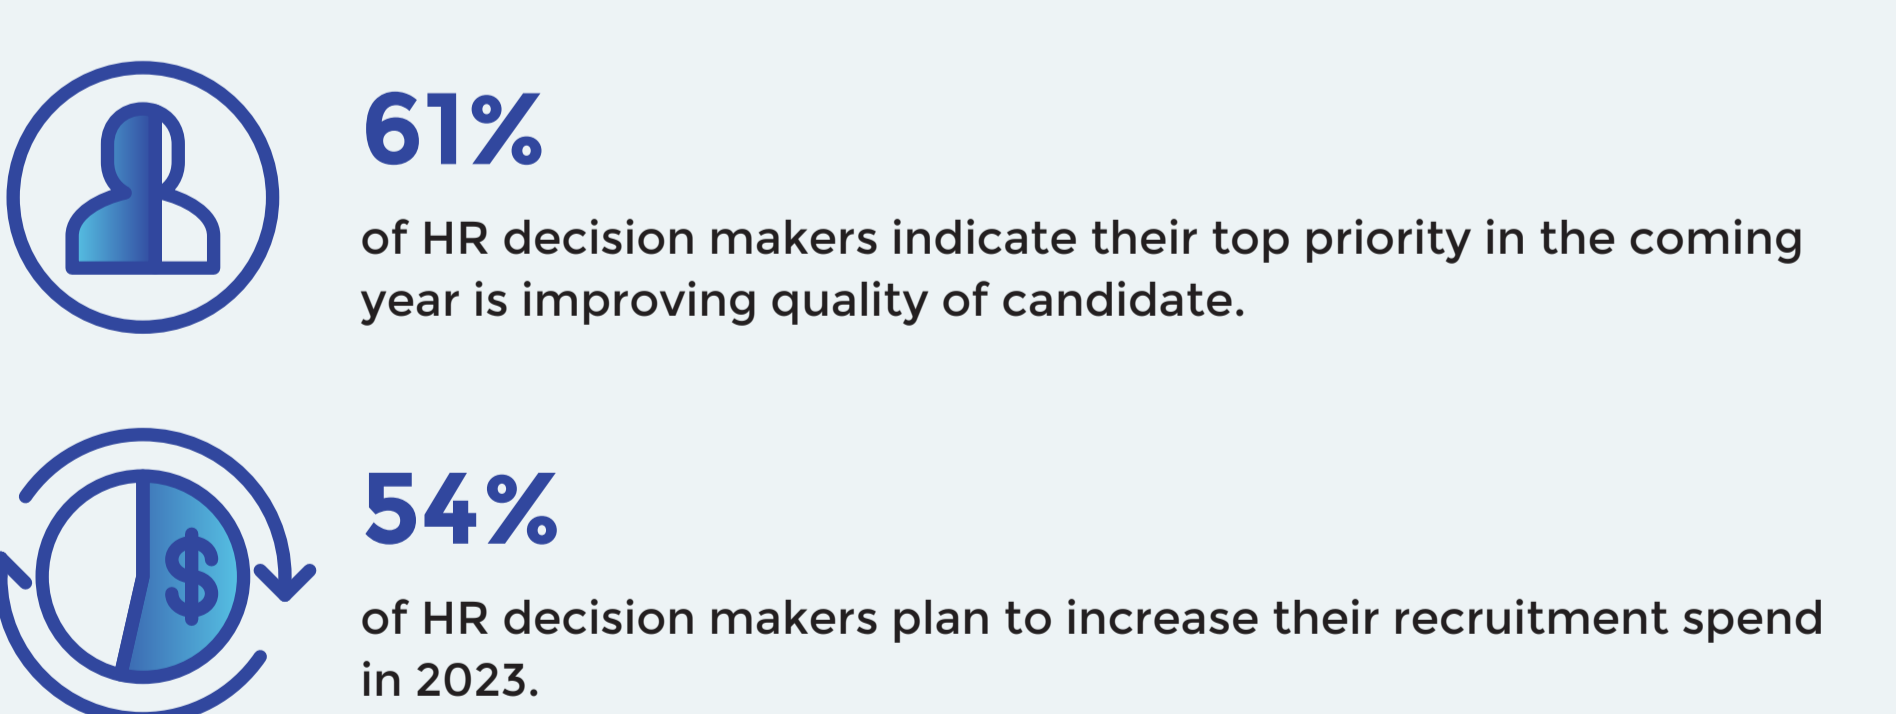 61%
of HR decision makers indicate their top priority in the coming
year is improving quality of candidate.
$
54%
of HR decision makers plan to increase their recruitment spend
in 2023.